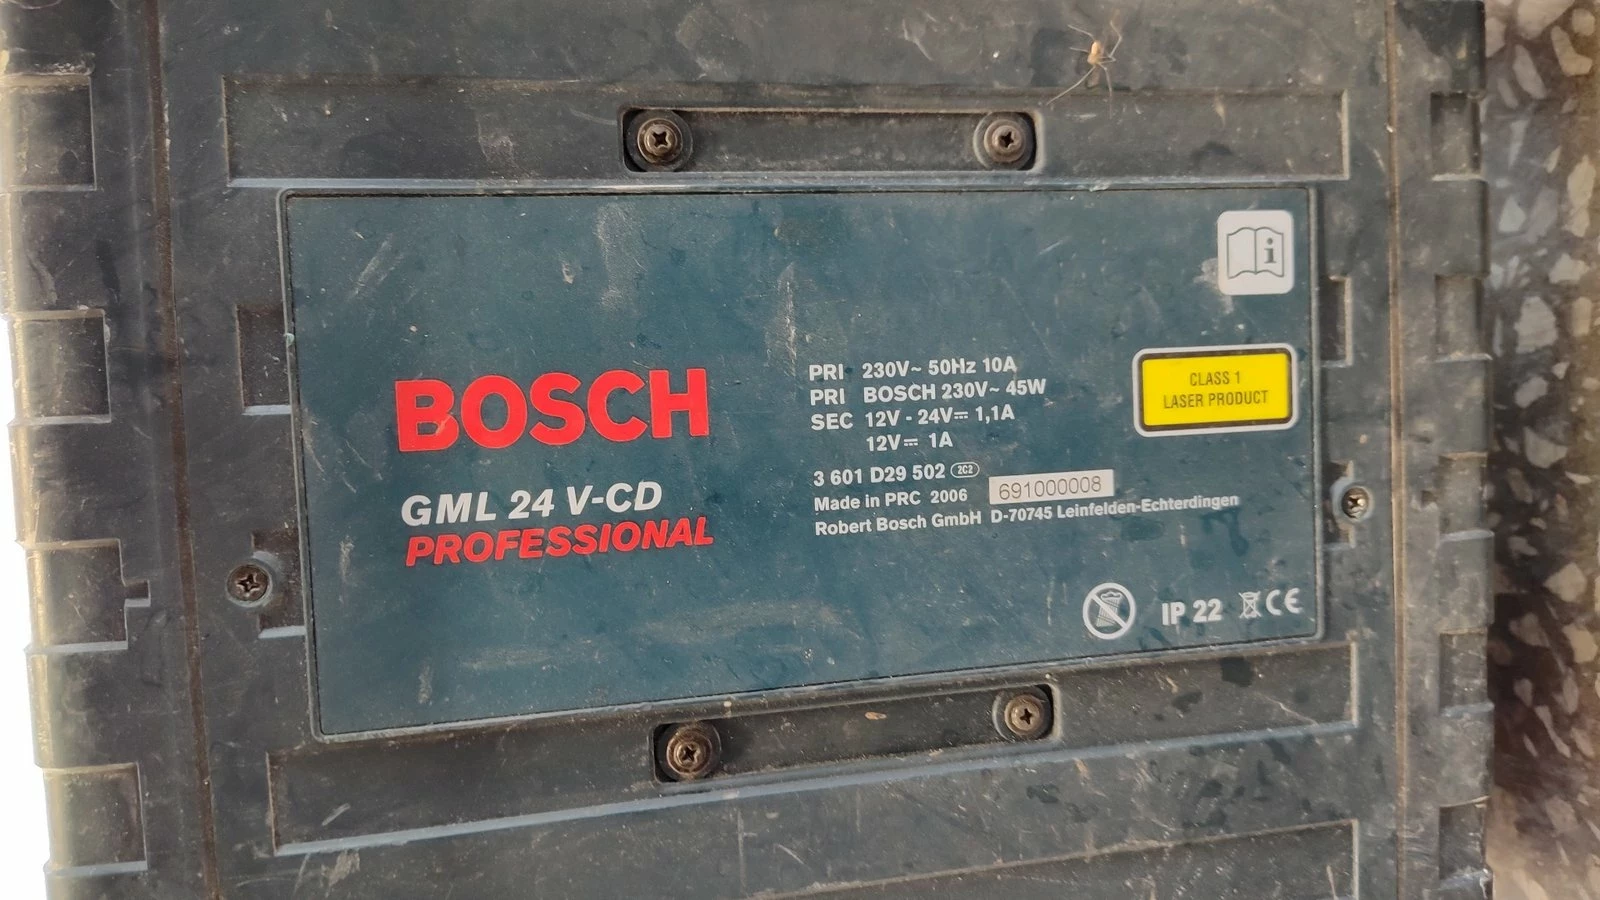 BOSCH
GML 24 V-CD
PROFESSIONAL
PRI 230V~ 50Hz 10A
PRI BOSCH 230V~ 45W
SEC 12V - 24V⎓ 1,1A
12V⎓ 1A
3 601 D29 502 2C2
Made in PRC 2006 691000008
Robert Bosch GmbH D-70745 Leinfelden-Echterdingen
i
CLASS 1
LASER PRODUCT
IP 22 CE